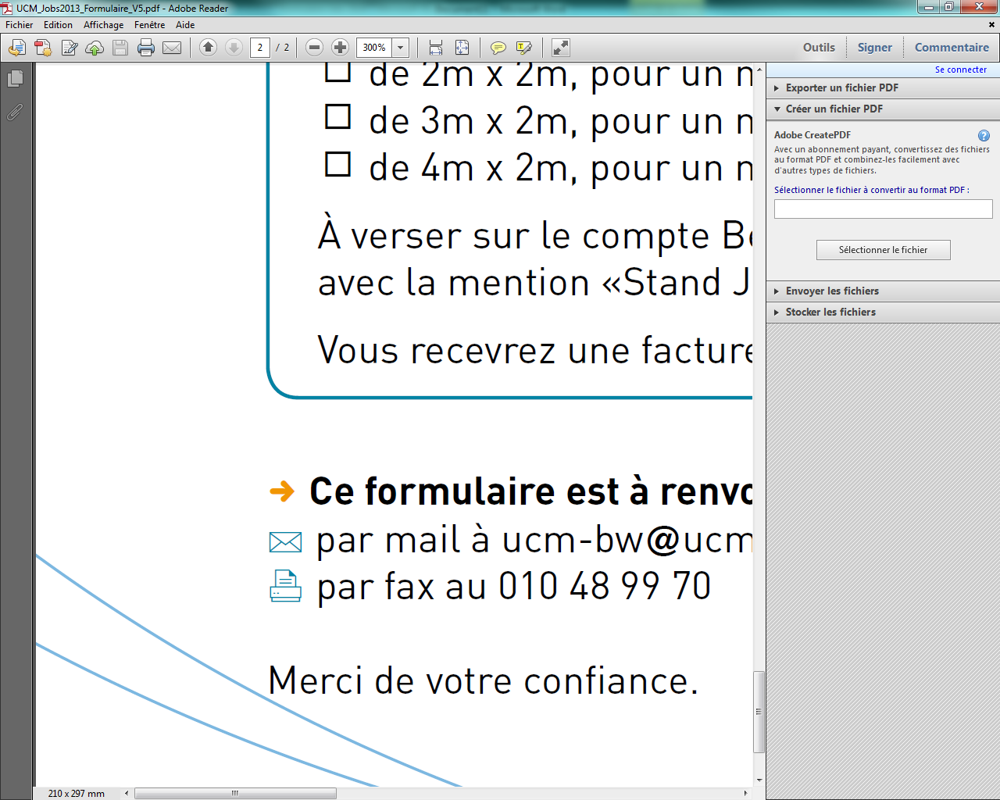 UCM_Jobs2013_Formulaire_V5.pdf - Adobe Reader
Fichier Edition Affichage Fenêtre Aide
2 / 2 300% Outils Signer Commentaire
Se connecter
Exporter un fichier PDF
Créer un fichier PDF
Adobe CreatePDF
Avec un abonnement payant, convertissez des fichiers
au format PDF et combinez-les facilement avec
d'autres types de fichiers.
Sélectionner le fichier à convertir au format PDF :
Sélectionner le fichier
Envoyer les fichiers
Stocker les fichiers
de 2m x 2m, pour un
de 3m x 2m, pour un
de 4m x 2m, pour un
À verser sur le compte Be
avec la mention «Stand J
Vous recevrez une facture
Ce formulaire est à renvo
par mail à ucm-bw@ucm
par fax au 010 48 99 70
Merci de votre confiance.
210 x 297 mm